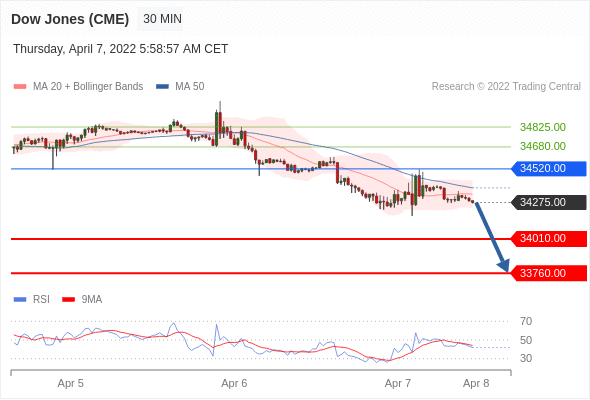 Dow Jones (CME) 30 MIN
Thursday, April 7, 2022 5:58:57 AM CET
MA 20 + Bollinger Bands MA 50 Research © 2022 Trading Central
34825.00
34680.00
34520.00
34275.00
34010.00
33760.00
RSI 9MA
70
50
30
Apr 5 Apr 6 Apr 7 Apr 8